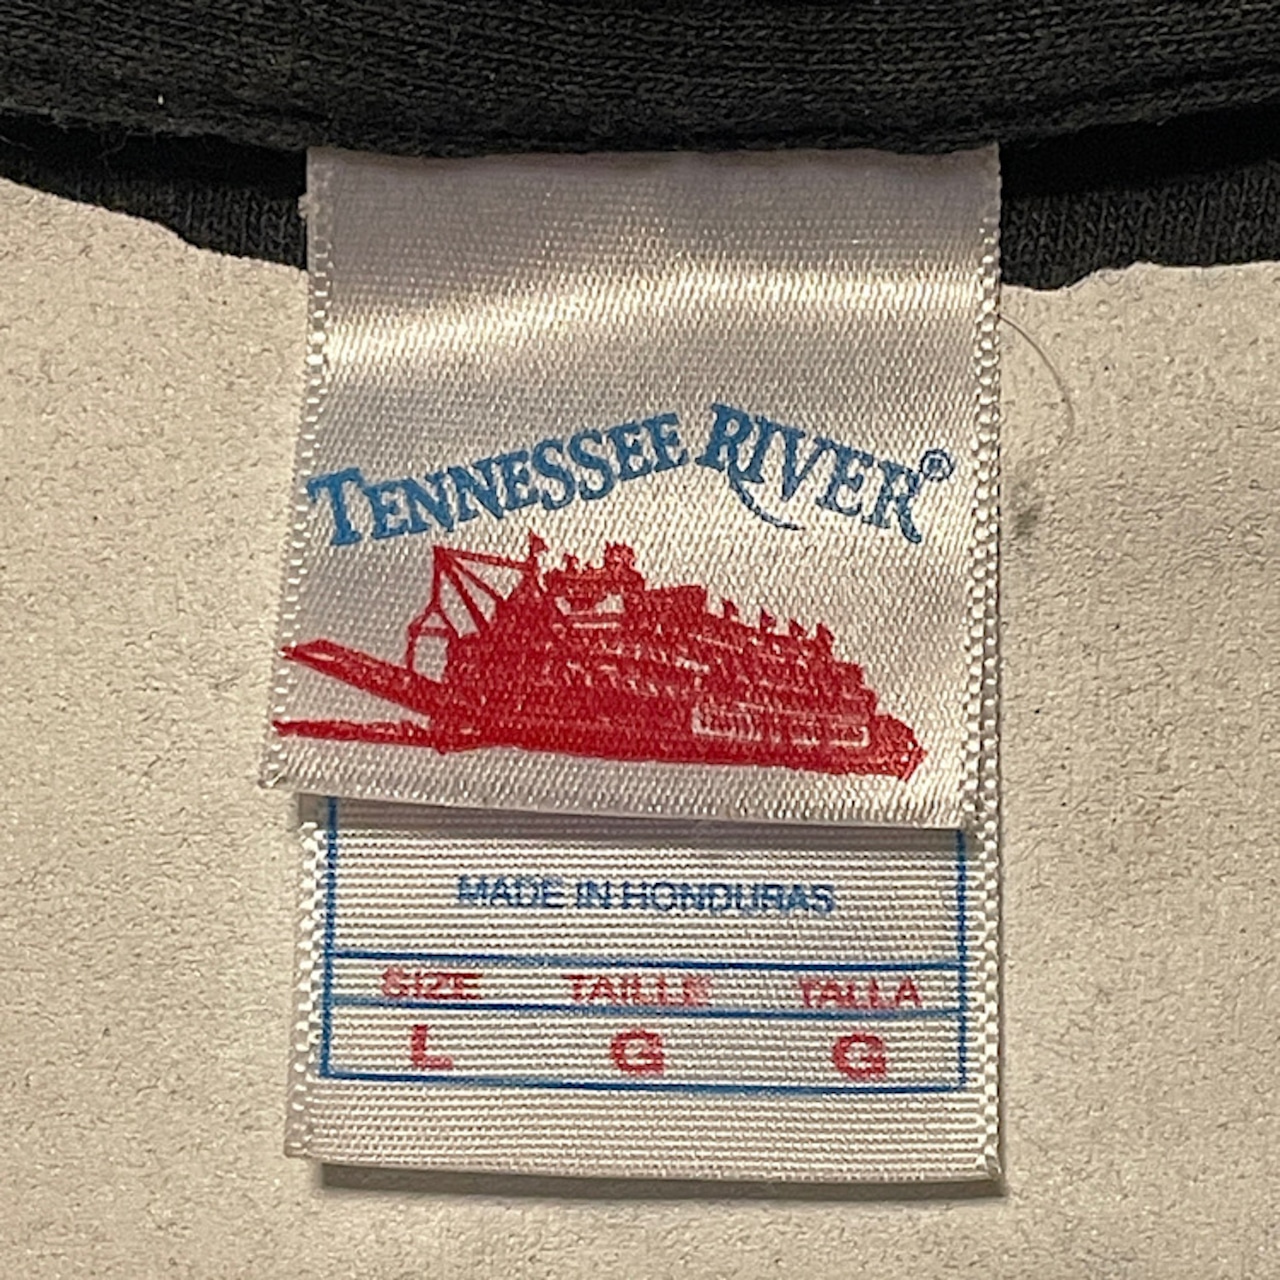 TENNESSEE RIVER®
MADE IN HONDURAS
SIZE TAILLE TALLA
L G G